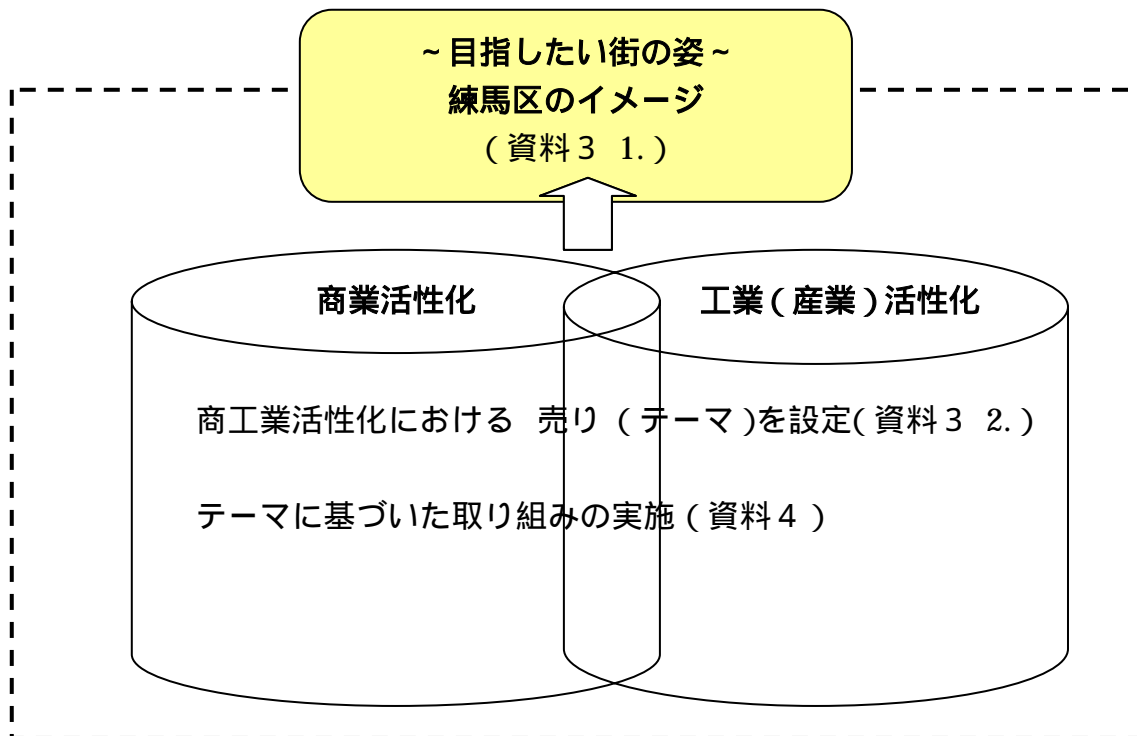 ~目指したい街の姿~
練馬区のイメージ
(資料3 1.)
商業活性化 工業(産業)活性化
商工業活性化における 売り (テーマ)を設定(資料3 2.)
テーマに基づいた取り組みの実施(資料4)